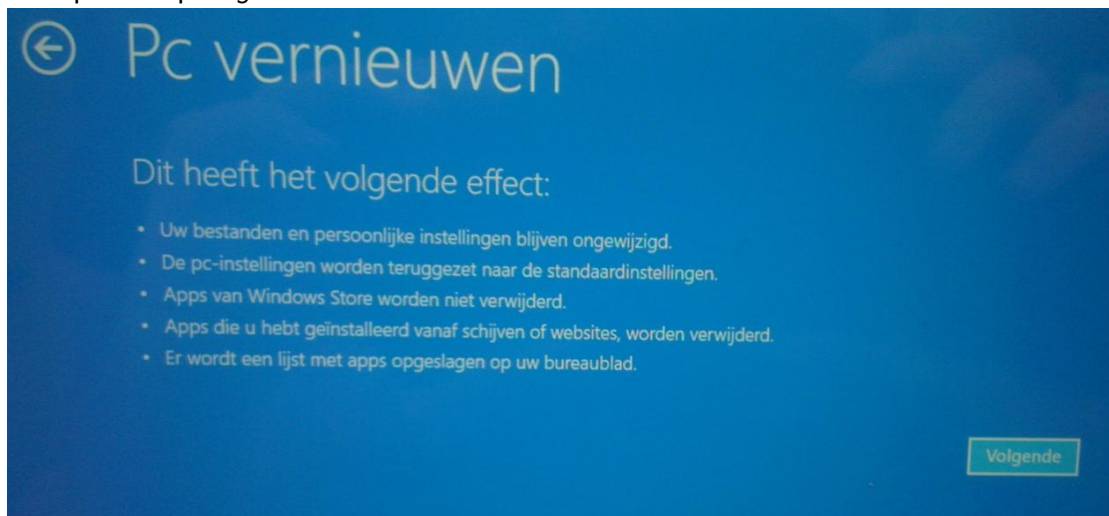 Pc vernieuwen
Dit heeft het volgende effect:
• Uw bestanden en persoonlijke instellingen blijven ongewijzigd.
• De pc-instellingen worden teruggezet naar de standaardinstellingen.
• Apps van Windows Store worden niet verwijderd.
• Apps die u hebt geïnstalleerd vanaf schijven of websites, worden verwijderd.
• Er wordt een lijst met apps opgeslagen op uw bureaublad.
Volgende